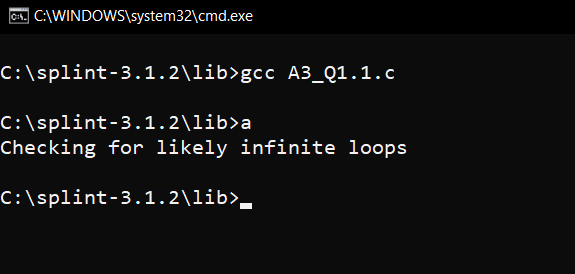 C:\WINDOWS\system32\cmd.exe
C:\splint-3.1.2\lib>gcc A3_Q1.1.c
C:\splint-3.1.2\lib>a
Checking for likely infinite loops
C:\splint-3.1.2\lib>